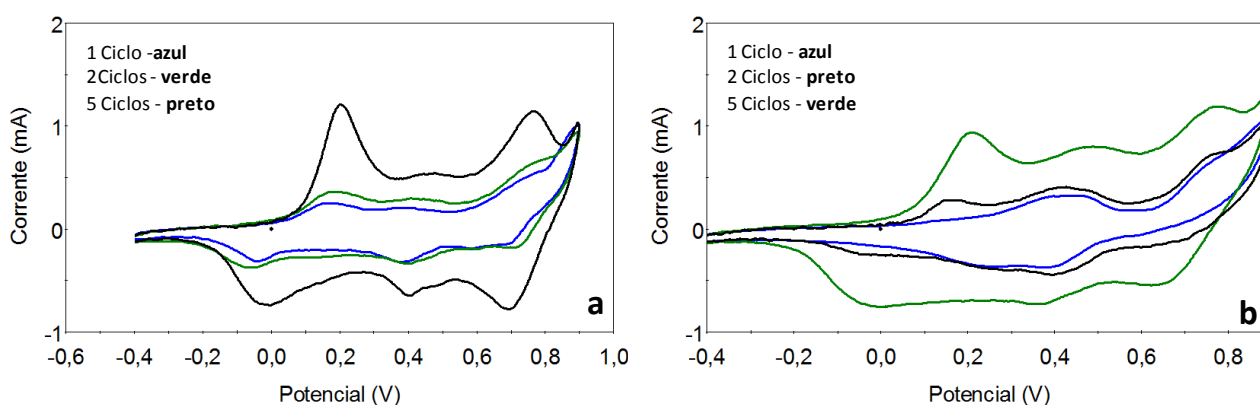 2
1
0
-1
Corrente (mA)
1 Ciclo -azul
2Ciclos - verde
5 Ciclos - preto
a
-0,6 -0,4 -0,2 0,0 0,2 0,4 0,6 0,8 1,0
Potencial (V)
2
1
0
-1
Corrente (mA)
1 Ciclo - azul
2 Ciclos - preto
5 Ciclos - verde
b
-0,4 -0,2 0,0 0,2 0,4 0,6 0,8
Potencial (V)